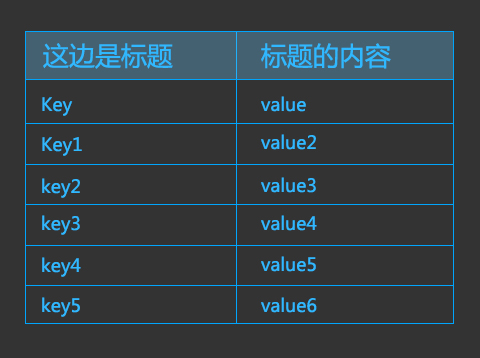 这边是标题 标题的内容
Key value
Key1 value2
key2 value3
key3 value4
key4 value5
key5 value6